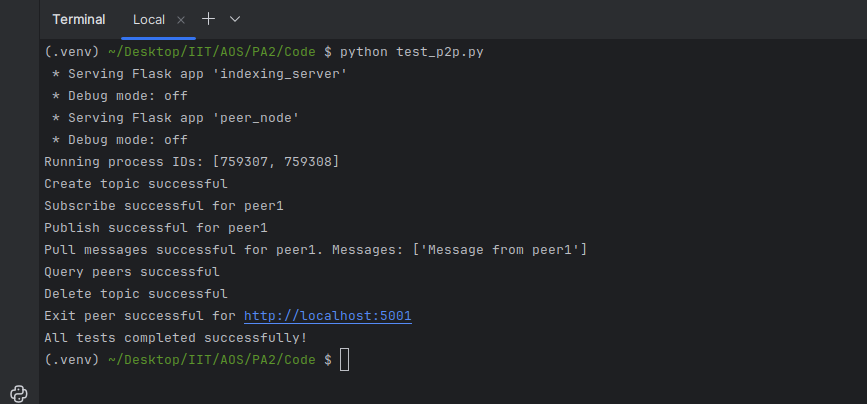 Terminal Local × +
(.venv) ~/Desktop/IIT/AOS/PA2/Code $ python test_p2p.py
 * Serving Flask app 'indexing_server'
 * Debug mode: off
 * Serving Flask app 'peer_node'
 * Debug mode: off
Running process IDs: [759307, 759308]
Create topic successful
Subscribe successful for peer1
Publish successful for peer1
Pull messages successful for peer1. Messages: ['Message from peer1']
Query peers successful
Delete topic successful
Exit peer successful for http://localhost:5001
All tests completed successfully!
(.venv) ~/Desktop/IIT/AOS/PA2/Code $